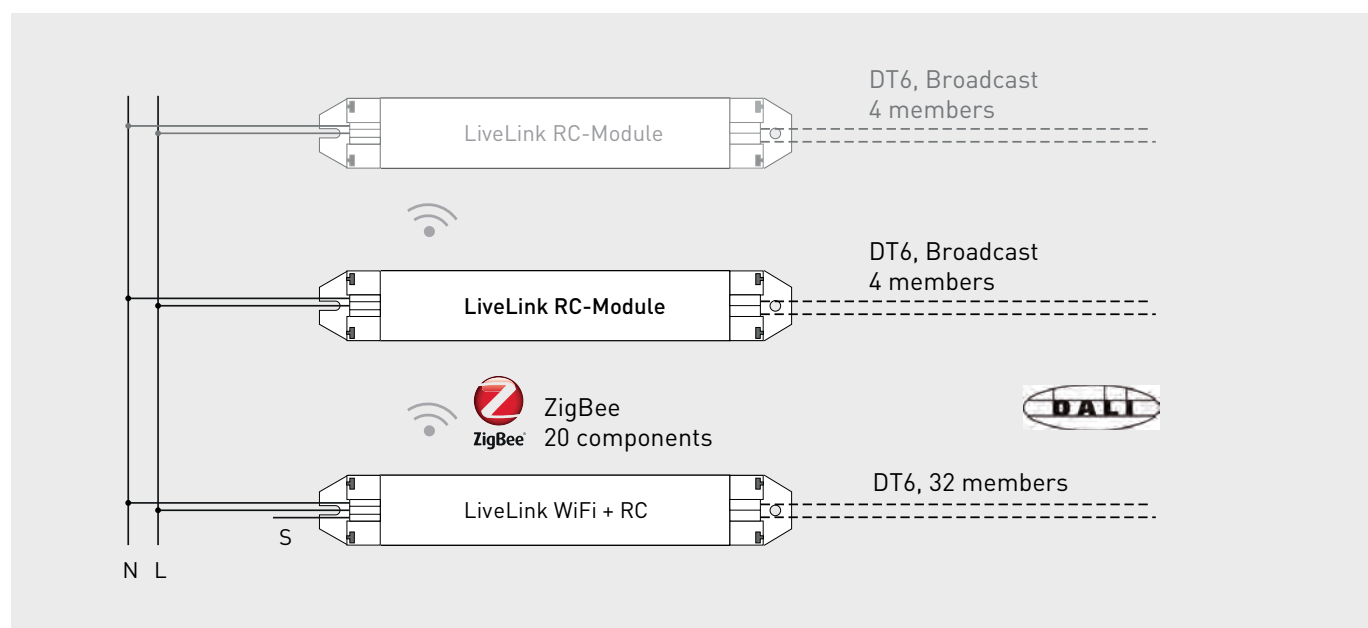 DT6, Broadcast
4 members
LiveLink RC-Module
DT6, Broadcast
4 members
LiveLink RC-Module
ZigBee
ZigBee
20 components
DALI
DT6, 32 members
LiveLink WiFi + RC
S
N L